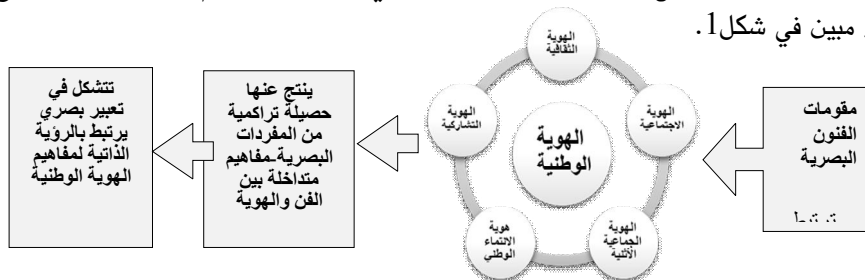 مبين في شكل1.
مقومات
الفنون
البصرية
ترتبط
الهوية
الثقافية
الهوية
الاجتماعية
الهوية
الجماعية
الاثنية
هوية
الانتماء
الوطني
الهوية
التشاركية
الهوية
الوطنية
ينتج عنها
حصيلة تراكمية
من المفردات
البصرية-مفاهيم
متداخلة بين
الفن والهوية
تتشكل في
تعبير بصري
يرتبط بالرؤية
الذاتية لمفاهيم
الهوية الوطنية